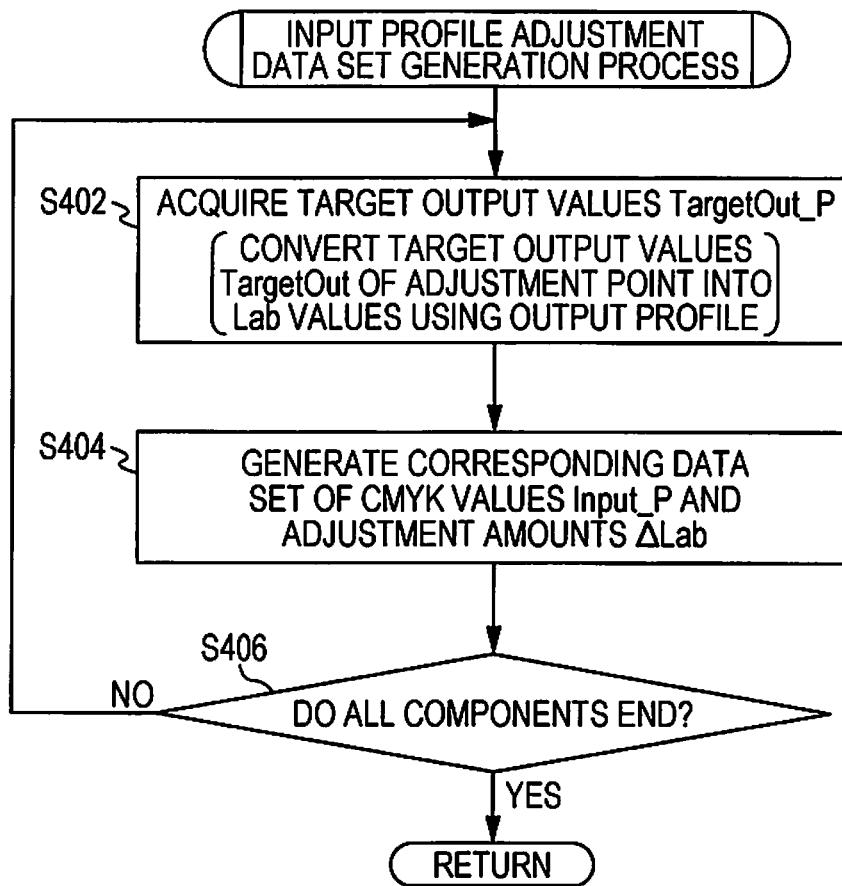 INPUT PROFILE ADJUSTMENT
DATA SET GENERATION PROCESS
S402
ACQUIRE TARGET OUTPUT VALUES TargetOut_P
CONVERT TARGET OUTPUT VALUES
TargetOut OF ADJUSTMENT POINT INTO
Lab VALUES USING OUTPUT PROFILE
S404
GENERATE CORRESPONDING DATA
SET OF CMYK VALUES Input_P AND
ADJUSTMENT AMOUNTS ΔLab
S406
NO
DO ALL COMPONENTS END?
YES
RETURN